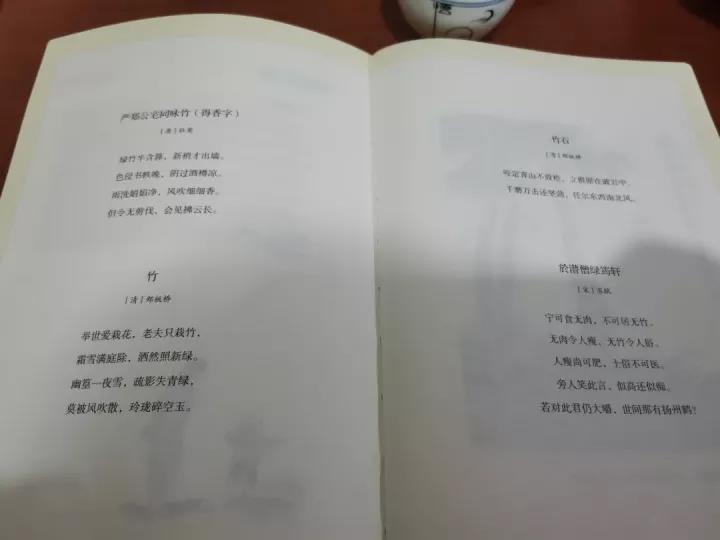 严郑公宅同咏竹（得香字）
［唐］杜甫
绿竹半含箨，新梢才出墙。
色侵书帙晚，阴过酒樽凉。
雨洗娟娟净，风吹细细香。
但令无剪伐，会见拂云长。
竹
［清］郑板桥
举世爱栽花，老夫只栽竹，
霜雪满庭除，洒然照新绿。
幽篁一夜雪，疏影失青绿，
莫被风吹散，玲珑碎空玉。
竹石
［清］郑板桥
咬定青山不放松，立根原在破岩中。
千磨万击还坚劲，任尔东西南北风。
於潜僧绿筠轩
［宋］苏轼
宁可食无肉，不可居无竹。
无肉令人瘦，无竹令人俗。
人瘦尚可肥，士俗不可医。
旁人笑此言，似高还似痴。
若对此君仍大嚼，世间那有扬州鹤？